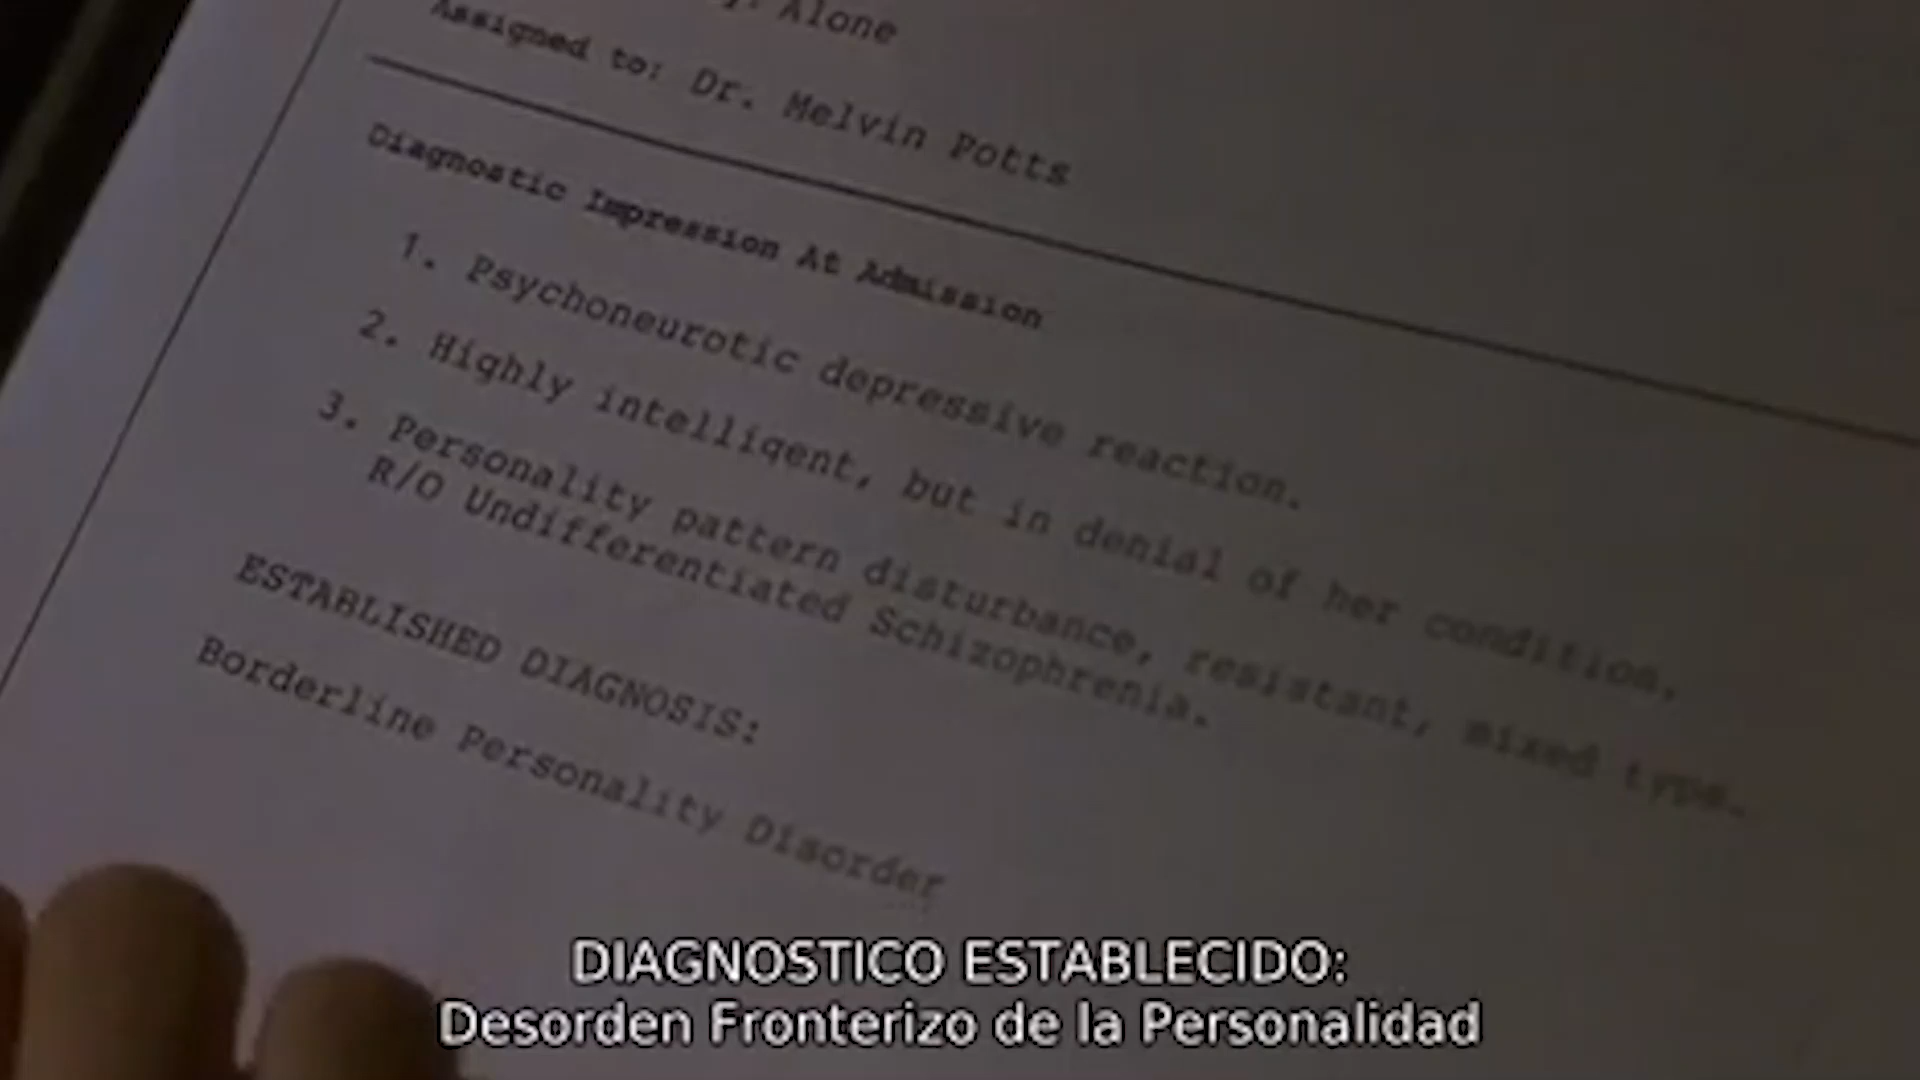 Alone
Assigned to: Dr. Melvin Potts
Diagnostic Impression At Admission
1. Psychoneurotic depressive reaction.
2. Highly intelligent, but in denial of her condition.
3. Personality pattern disturbance, resistant, mixed type.
R/O Undifferentiated Schizophrenia.
ESTABLISHED DIAGNOSIS:
Borderline Personality Disorder
DIAGNOSTICO ESTABLECIDO:
Desorden Fronterizo de la Personalidad